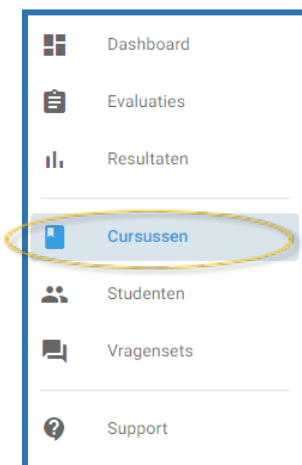 Dashboard
Evaluaties
Resultaten
Cursussen
Studenten
Vragensets
Support